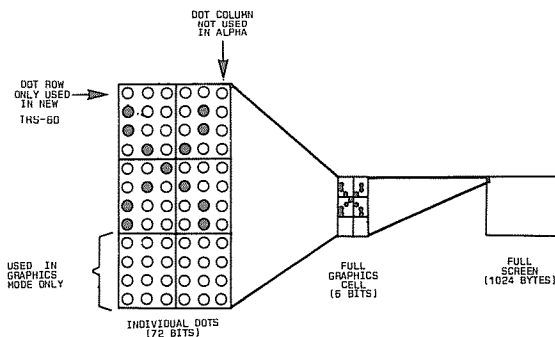 DOT COLUMN
NOT USED
IN ALPHA
DOT ROW
ONLY USED
IN NEW
TRS-80
USED IN
GRAPHICS
MODE ONLY
INDIVIDUAL DOTS
(72 BITS)
FULL
GRAPHICS
CELL
(6 BITS)
FULL
SCREEN
(1024 BYTES)